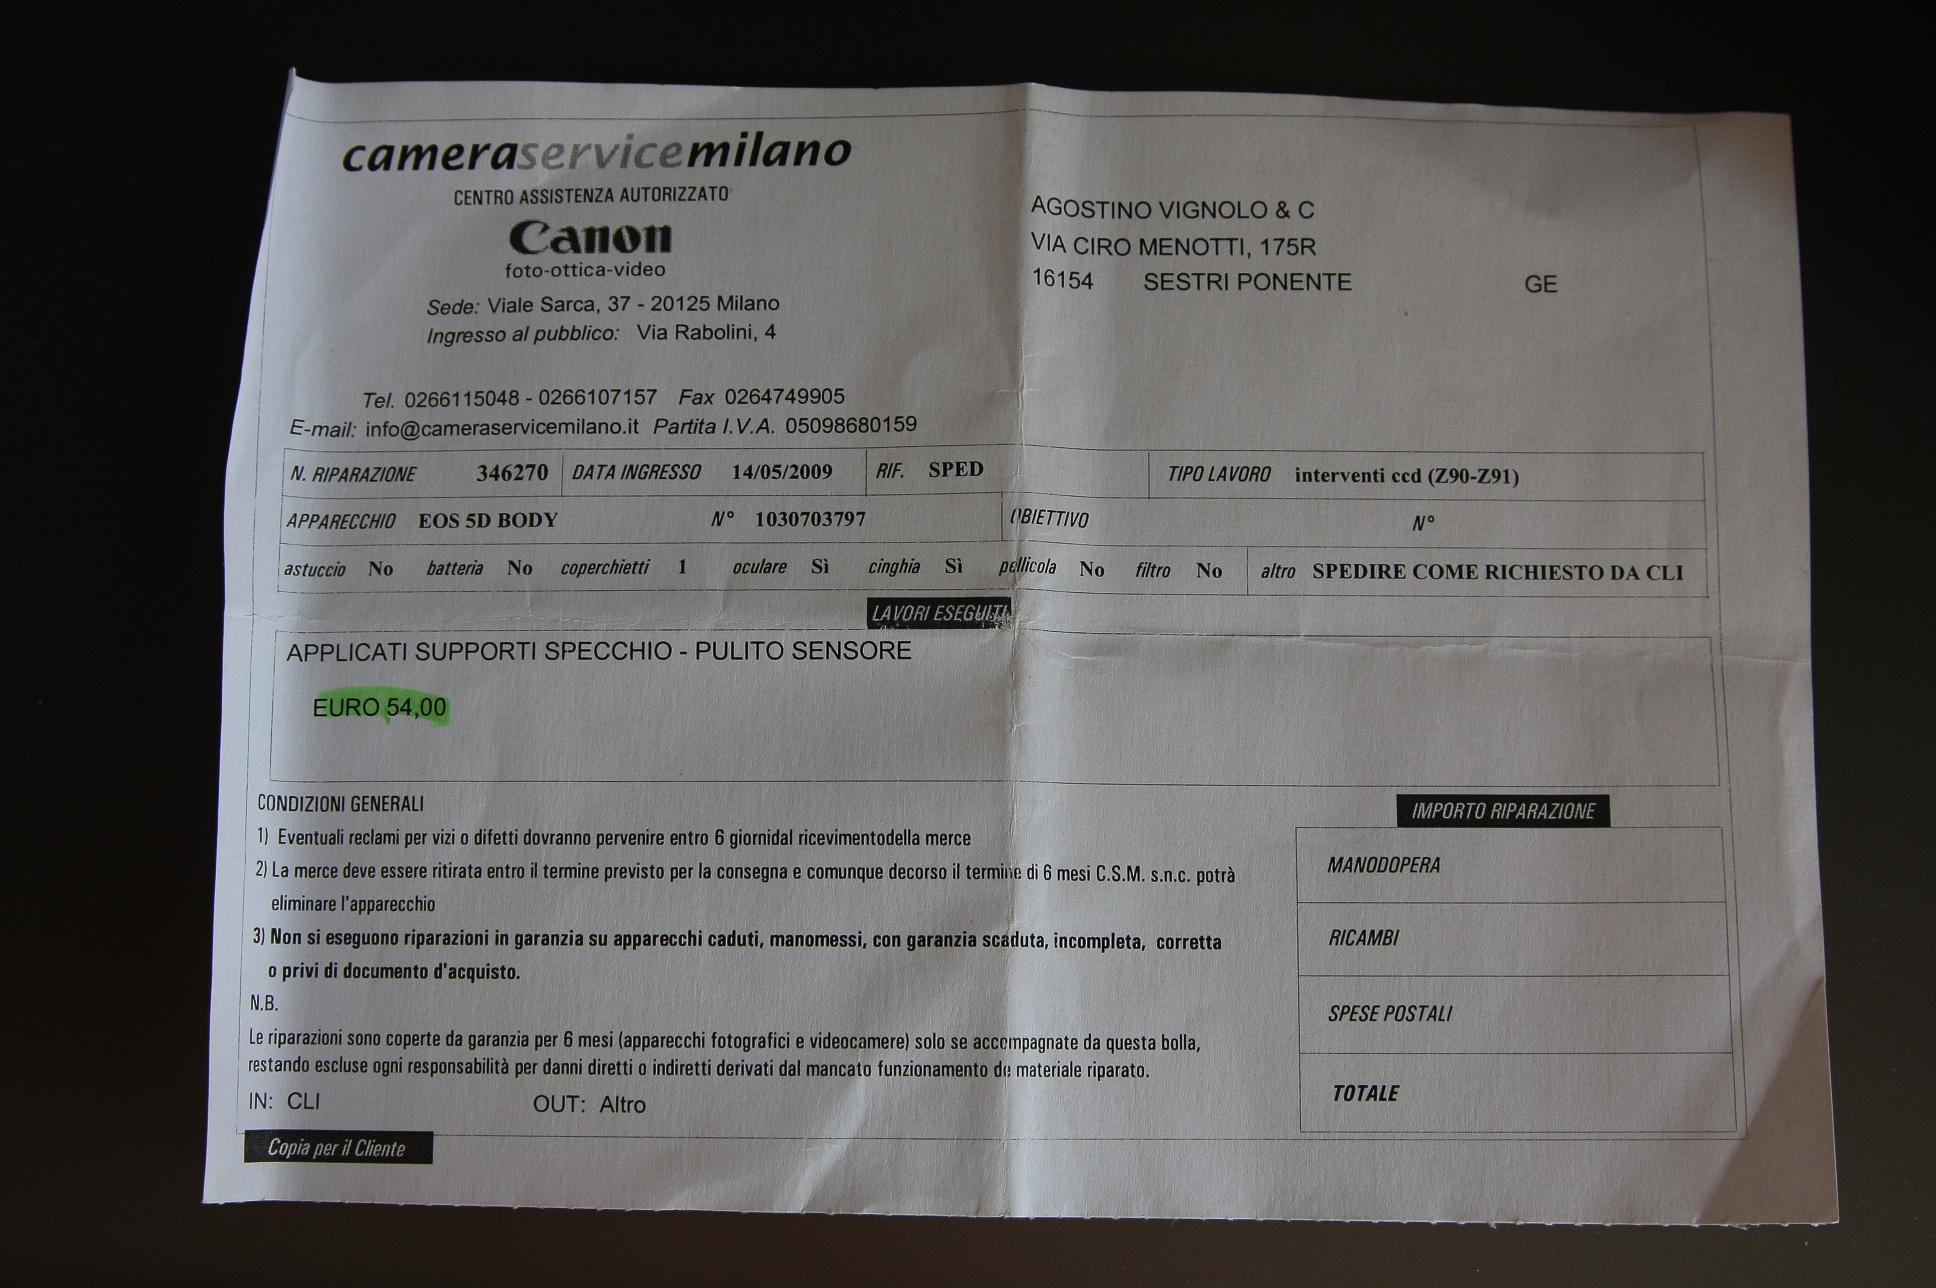 cameraservicemilano
CENTRO ASSISTENZA AUTORIZZATO
Canon
foto-ottica-video
Sede: Viale Sarca, 37 - 20125 Milano
Ingresso al pubblico: Via Rabolini, 4
Tel. 0266115048 - 0266107157 Fax 0264749905
E-mail: info@cameraservicemilano.it Partita I.V.A. 05098680159
AGOSTINO VIGNOLO & C
VIA CIRO MENOTTI, 175R
16154 SESTRI PONENTE GE
N. RIPARAZIONE 346270 DATA INGRESSO 14/05/2009 RIF. SPED TIPO LAVORO interventi ccd (Z90-Z91)
APPARECCHIO EOS 5D BODY N° 1030703797 OBIETTIVO N°
astuccio No batteria No coperchietti 1 oculare Sì cinghia Sì pellicola No filtro No altro SPEDIRE COME RICHIESTO DA CLI
LAVORI ESEGUITI
APPLICATI SUPPORTI SPECCHIO - PULITO SENSORE
EURO 54,00
CONDIZIONI GENERALI
1) Eventuali reclami per vizi o difetti dovranno pervenire entro 6 giornidal ricevimentodella merce
2) La merce deve essere ritirata entro il termine previsto per la consegna e comunque decorso il termine di 6 mesi C.S.M. s.n.c. potrà
eliminare l'apparecchio
3) Non si eseguono riparazioni in garanzia su apparecchi caduti, manomessi, con garanzia scaduta, incompleta, corretta
o privi di documento d'acquisto.
N.B.
Le riparazioni sono coperte da garanzia per 6 mesi (apparecchi fotografici e videocamere) solo se accompagnate da questa bolla,
restando escluse ogni responsabilità per danni diretti o indiretti derivati dal mancato funzionamento de materiale riparato.
IN: CLI OUT: Altro
Copia per il Cliente
IMPORTO RIPARAZIONE
MANODOPERA
RICAMBI
SPESE POSTALI
TOTALE